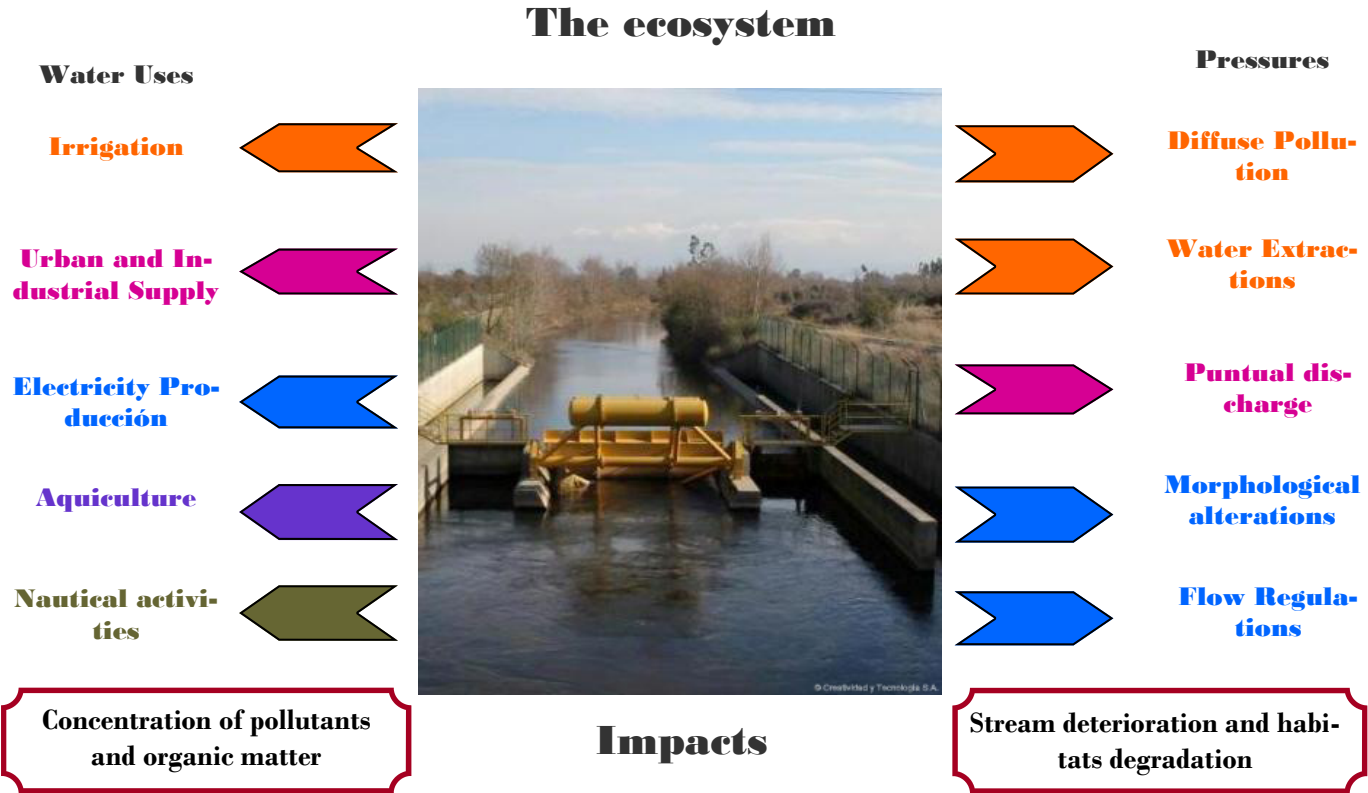 The ecosystem
Water Uses
Irrigation
Urban and In-
dustrial Supply
Electricity Pro-
ducción
Aquiculture
Nautical activi-
ties
Pressures
Diffuse Pollu-
tion
Water Extrac-
tions
Puntual dis-
charge
Morphological
alterations
Flow Regula-
tions
© Creatividad y Tecnología S.A.
Concentration of pollutants
and organic matter
Impacts
Stream deterioration and habi-
tats degradation